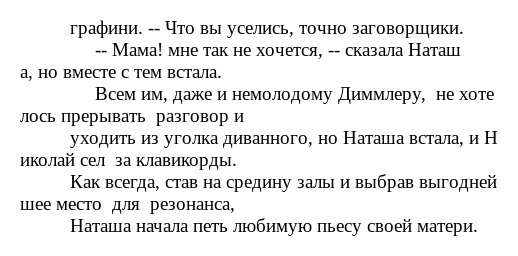 графини. -- Что вы уселись, точно заговорщики.
-- Мама! мне так не хочется, -- сказала Наташ
а, но вместе с тем встала.
Всем им, даже и немолодому Диммлеру,  не хоте
лось прерывать  разговор и
уходить из уголка диванного, но Наташа встала, и Н
иколай сел  за клавикорды.
Как всегда, став на средину залы и выбрав выгодней
шее место  для  резонанса,
Наташа начала петь любимую пьесу своей матери.